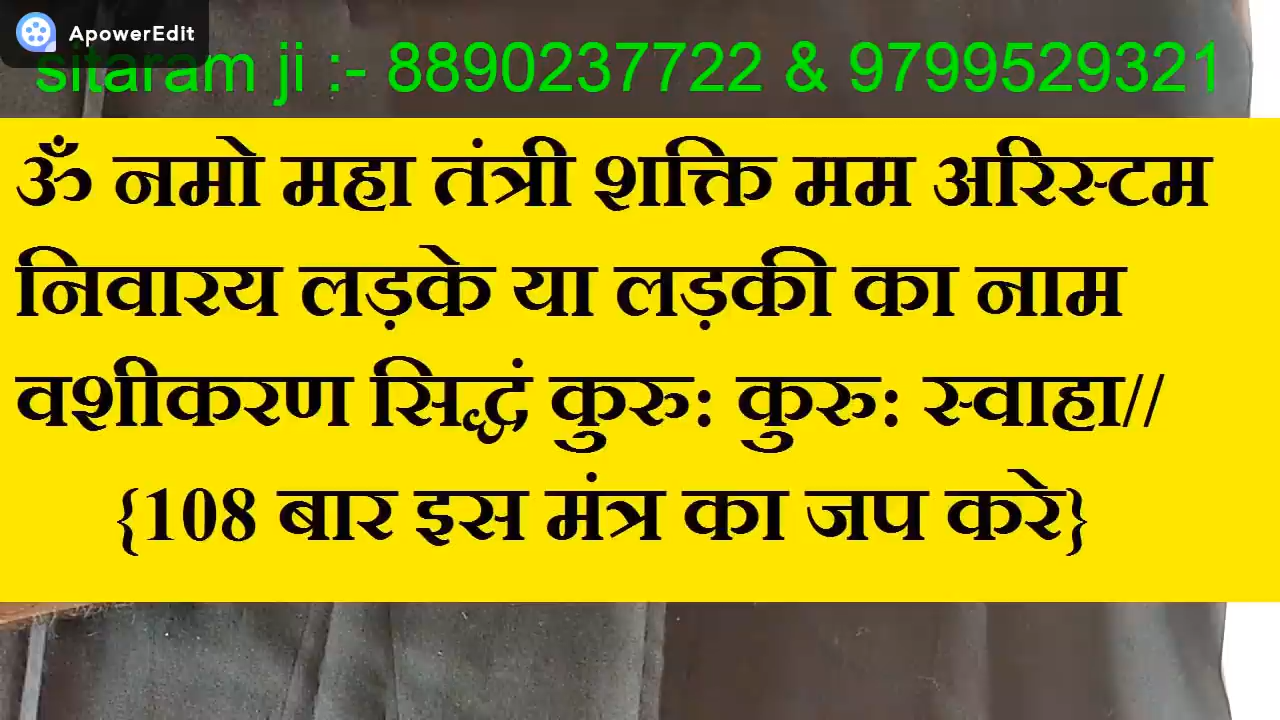 ApowerEdit
sitaram ji :- 8890237722 & 9799529321
ॐ नमो महा तंत्री शक्ति मम अरिस्टम
निवारय लड़के या लड़की का नाम
वशीकरण सिद्धं कुरु: कुरु: स्वाहा//
{108 बार इस मंत्र का जप करे}